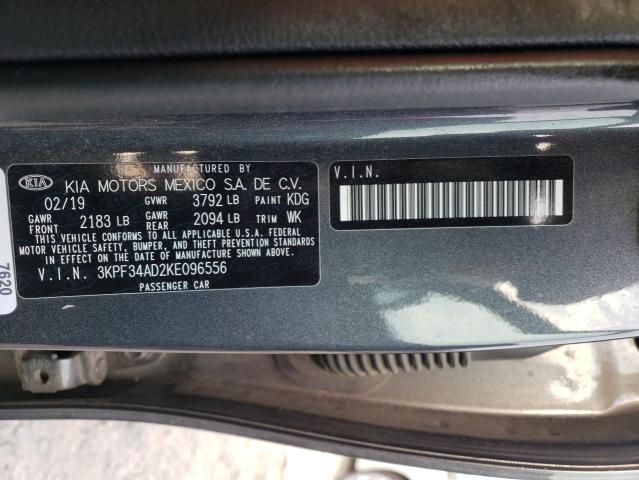 MANUFACTURED BY
KIA KIA MOTORS MEXICO S.A. DE C.V.
02/19 GVWR 3792 LB PAINT KDG
GAWR FRONT 2183 LB GAWR REAR 2094 LB TRIM WK
THIS VEHICLE CONFORMS TO ALL APPLICABLE U.S.A. FEDERAL
MOTOR VEHICLE SAFETY, BUMPER, AND THEFT PREVENTION STANDARDS
IN EFFECT ON THE DATE OF MANUFACTURE SHOWN ABOVE.
V.I.N. 3KPF34AD2KE096556
PASSENGER CAR
V.I.N.
7620